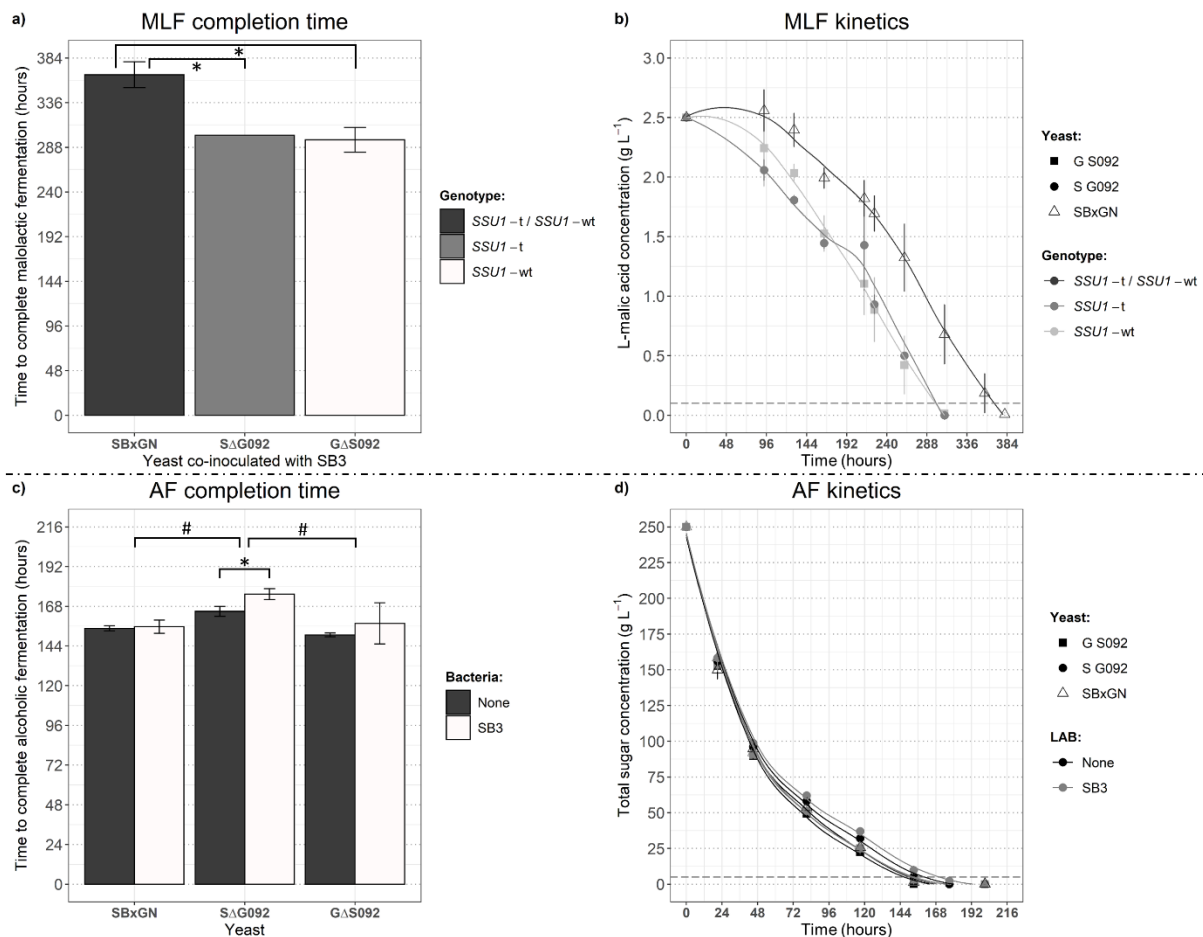 a)
MLF completion time
Time to complete malolactic fermentation (hours)
384
336
288
240
192
144
96
48
0
*
*
SBxGN
SΔG092
GΔS092
Yeast co-inoculated with SB3
Genotype:
SSU1-t / SSU1-wt
SSU1-t
SSU1-wt
b)
MLF kinetics
L-malic acid concentration (g L⁻¹)
3.0
2.5
2.0
1.5
1.0
0.5
0.0
0 48 96 144 192 240 288 336 384
Time (hours)
Yeast:
G S092
S G092
SBxGN
Genotype:
SSU1-t / SSU1-wt
SSU1-t
SSU1-wt
c)
AF completion time
Time to complete alcoholic fermentation (hours)
216
192
168
144
120
96
72
48
24
0
#
#
*
SBxGN
SΔG092
GΔS092
Yeast
Bacteria:
None
SB3
d)
AF kinetics
Total sugar concentration (g L⁻¹)
250
225
200
175
150
125
100
75
50
25
0
0 24 48 72 96 120 144 168 192 216
Time (hours)
Yeast:
G S092
S G092
SBxGN
LAB:
None
SB3